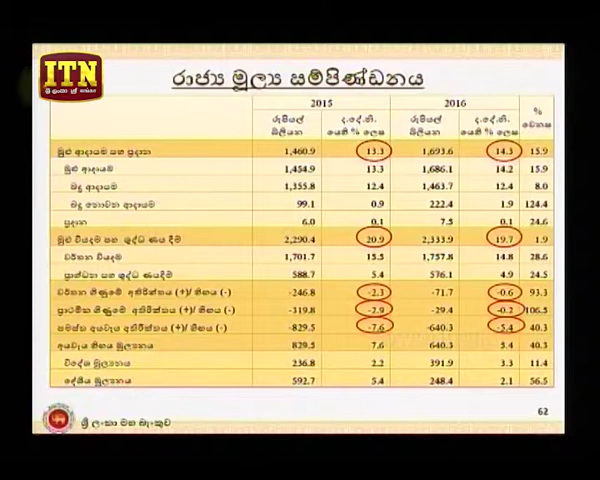 ITN
ශ්‍රී ලංකා
රාජ්‍ය මූල්‍ය සම්පිණ්ඩනය
2015 2016 %
රුපියල් ද.දේ.නි. රුපියල් ද.දේ.නි. වෙනස
බිලියන යෙහි % ලෙස බිලියන යෙහි % ලෙස
මුළු ආදායම සහ ප්‍රදාන 1,460.9 13.3 1,693.6 14.3 15.9
මුළු ආදායම 1,454.9 13.3 1,686.1 14.2 15.9
බදු ආදායම 1,355.8 12.4 1,463.7 12.4 8.0
බදු නොවන ආදායම 99.1 0.9 222.4 1.9 124.4
ප්‍රදාන 6.0 0.1 7.5 0.1 24.6
මුළු වියදම සහ ශුද්ධ ණය දීම් 2,290.4 20.9 2,333.9 19.7 1.9
වර්තන වියදම 1,701.7 15.5 1,757.8 14.8 28.6
ප්‍රාග්ධන සහ ශුද්ධ ණයදීම් 588.7 5.4 576.1 4.9 24.5
වර්තන ගිණුමේ අතිරික්තය (+)/ හිඟය (-) -246.8 -2.3 -71.7 -0.6 93.3
ප්‍රාථමික ගිණුමේ අතිරික්තය (+)/ හිඟය (-) -319.8 -2.9 -29.4 -0.2 106.5
සමස්ත අයවැය අතිරික්තය (+)/ හිඟය (-) -829.5 -7.6 -640.3 -5.4 40.3
අයවැය හිඟය මූල්‍යනය 829.5 7.6 640.3 5.4 40.3
විදේශ මූල්‍යනය 236.8 2.2 391.9 3.3 11.4
දේශීය මූල්‍යනය 592.7 5.4 248.4 2.1 56.5
62
ශ්‍රී ලංකා මහ බැංකුව